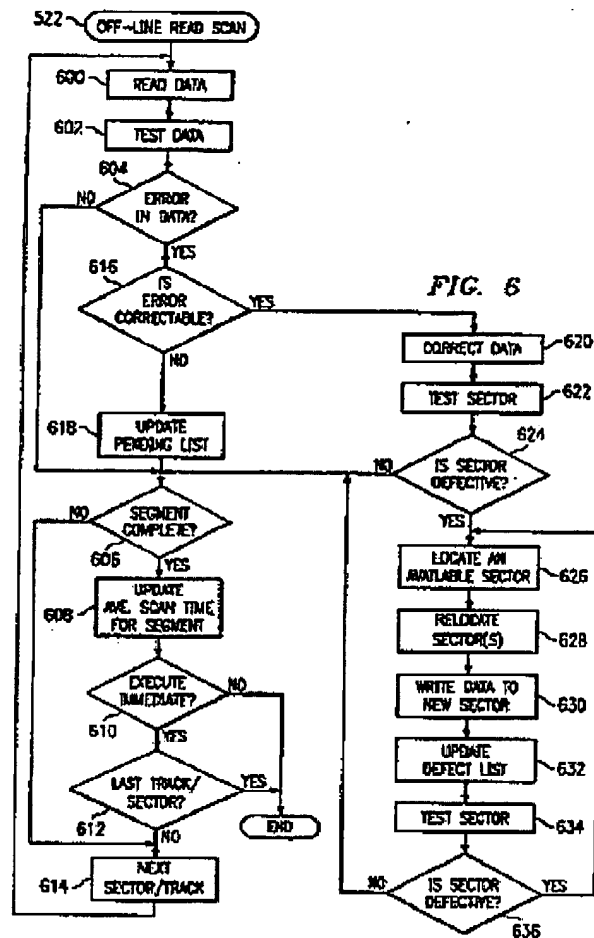 522
OFF-LINE READ SCAN
600
READ DATA
602
TEST DATA
604
NO
ERROR
IN DATA?
YES
616
IS
ERROR
CORRECTABLE?
YES
NO
618
UPDATE
PENDING LIST
NO
SEGMENT
COMPLETE?
606
YES
608
UPDATE
AVE. SCAN TIME
FOR SEGMENT
EXECUTE
IMMEDIATE?
NO
610
YES
LAST TRACK/
SECTOR?
YES
612
NO
END
614
NEXT
SECTOR/TRACK
FIG. 6
CORRECT DATA
620
TEST SECTOR
622
624
NO
IS SECTOR
DEFECTIVE?
YES
LOCATE AN
AVAILABLE SECTOR
626
RELOCATE
SECTOR(S)
628
WRITE DATA TO
NEW SECTOR
630
UPDATE
DEFECT LIST
632
TEST SECTOR
634
NO
IS SECTOR
DEFECTIVE?
YES
636